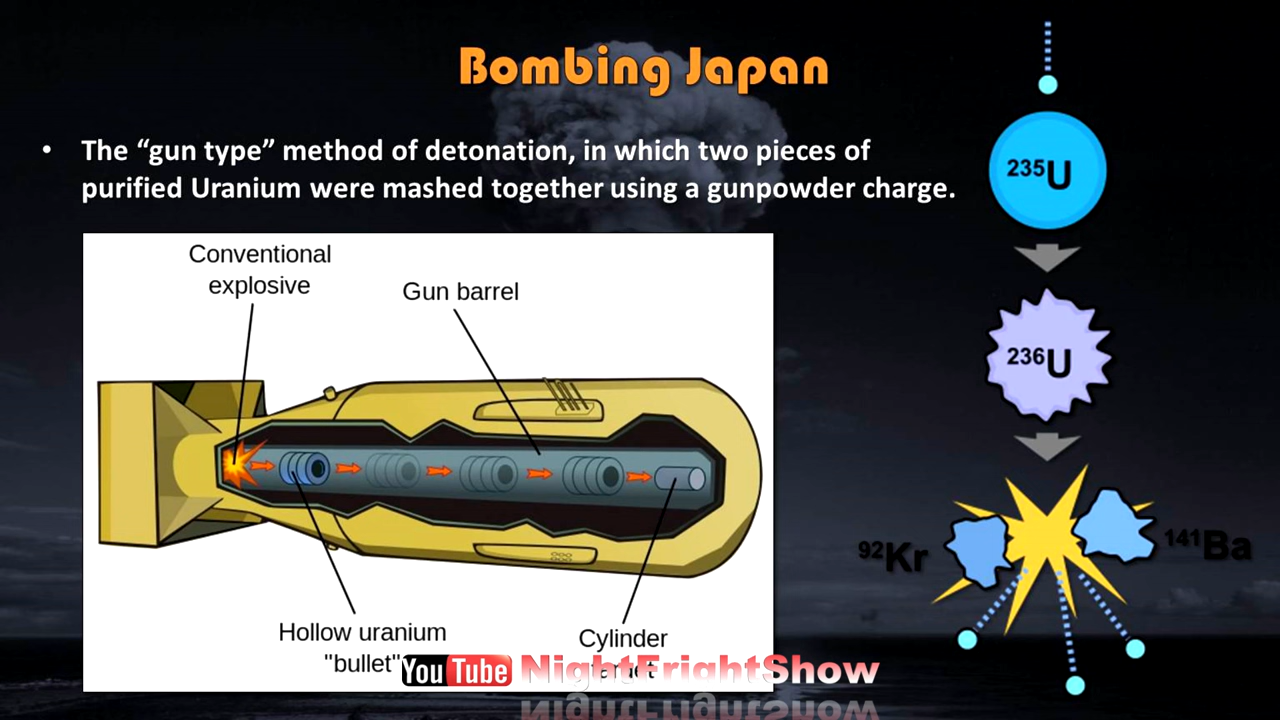 Bombing Japan
• The “gun type” method of detonation, in which two pieces of
purified Uranium were mashed together using a gunpowder charge.
Conventional
explosive
Gun barrel
Hollow uranium
"bullet"
Cylinder
target
YouTube NightFrightShow
235U
236U
92Kr
141Ba